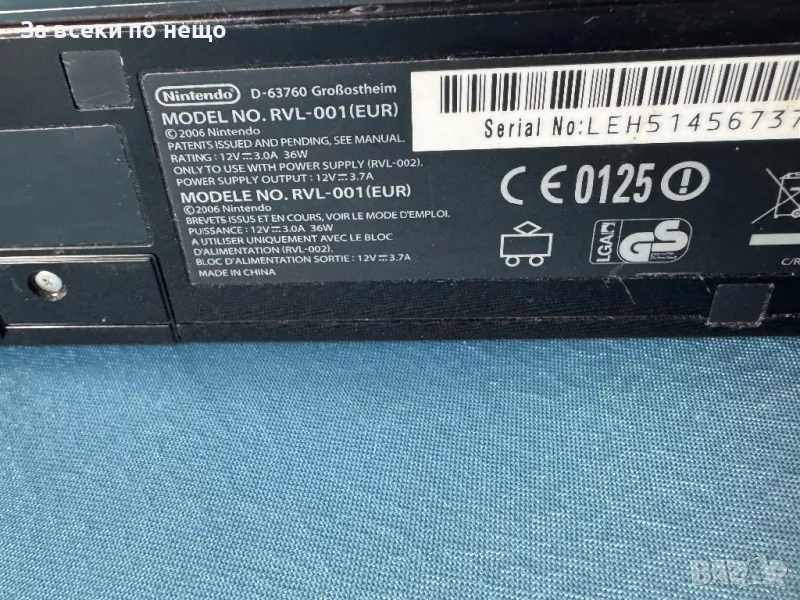 За всеки по нещо
Nintendo D-63760 Großostheim
MODEL NO. RVL-001(EUR)
©2006 Nintendo
PATENTS ISSUED AND PENDING, SEE MANUAL.
RATING : 12V⎓3.0A 36W
ONLY TO USE WITH POWER SUPPLY (RVL-002).
POWER SUPPLY OUTPUT : 12V⎓3.7A
MODELE NO. RVL-001(EUR)
©2006 Nintendo
BREVETS ISSUS ET EN COURS, VOIR LE MODE D'EMPLOI.
PUISSANCE : 12V⎓3.0A 36W
A UTILISER UNIQUEMENT AVEC LE BLOC
D'ALIMENTATION (RVL-002).
BLOC D'ALIMENTATION SORTIE : 12V⎓3.7A
MADE IN CHINA
Serial No:LEH51456737
CE0125
LGA GS
C/R
BAZAR